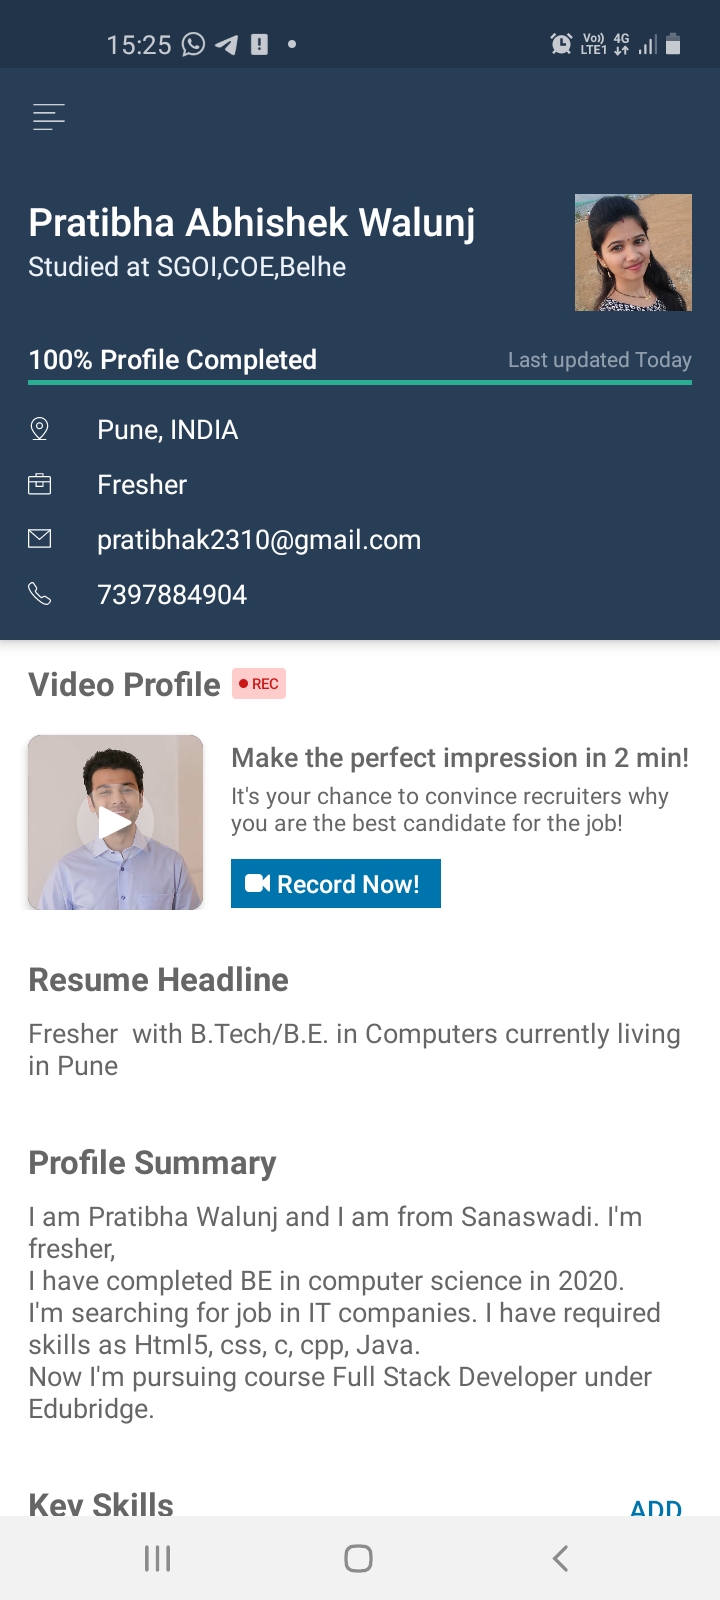 15:25
Vo))
LTE1
4G
Pratibha Abhishek Walunj
Studied at SGOI,COE,Belhe
100% Profile Completed
Last updated Today
Pune, INDIA
Fresher
pratibhak2310@gmail.com
7397884904
Video Profile
REC
Make the perfect impression in 2 min!
It's your chance to convince recruiters why
you are the best candidate for the job!
Record Now!
Resume Headline
Fresher  with B.Tech/B.E. in Computers currently living
in Pune
Profile Summary
I am Pratibha Walunj and I am from Sanaswadi. I'm
fresher,
I have completed BE in computer science in 2020.
I'm searching for job in IT companies. I have required
skills as Html5, css, c, cpp, Java.
Now I'm pursuing course Full Stack Developer under
Edubridge.
Key Skills
ADD